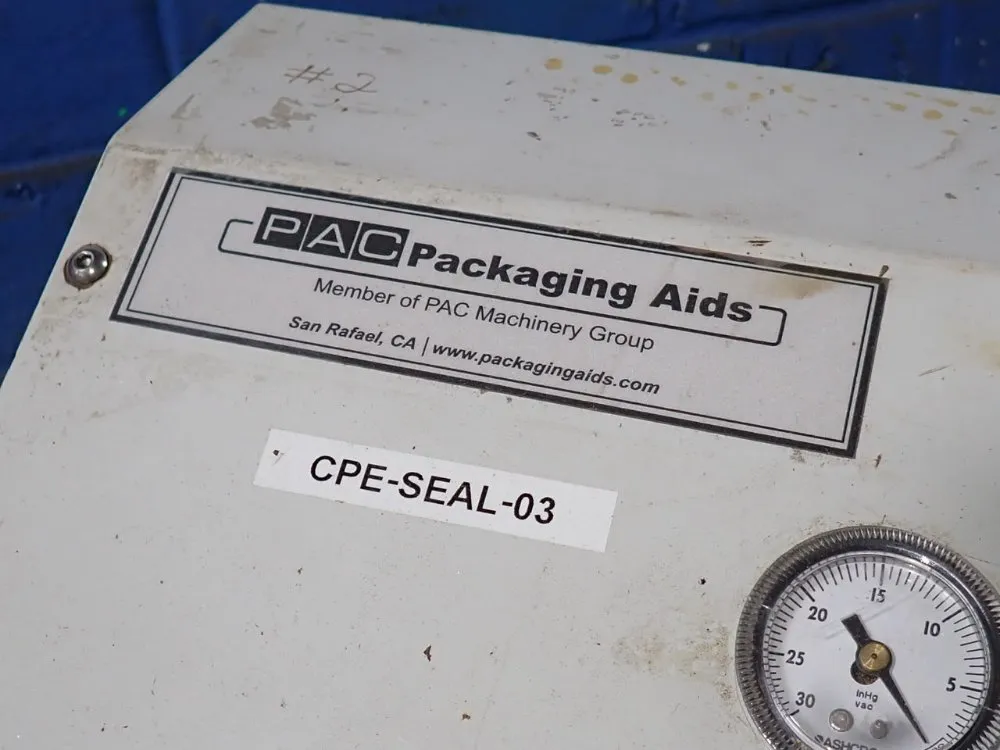 #2
PAC Packaging Aids
Member of PAC Machinery Group
San Rafael, CA | www.packagingaids.com
CPE-SEAL-03
15
20
10
25
5
30
inHg
vac